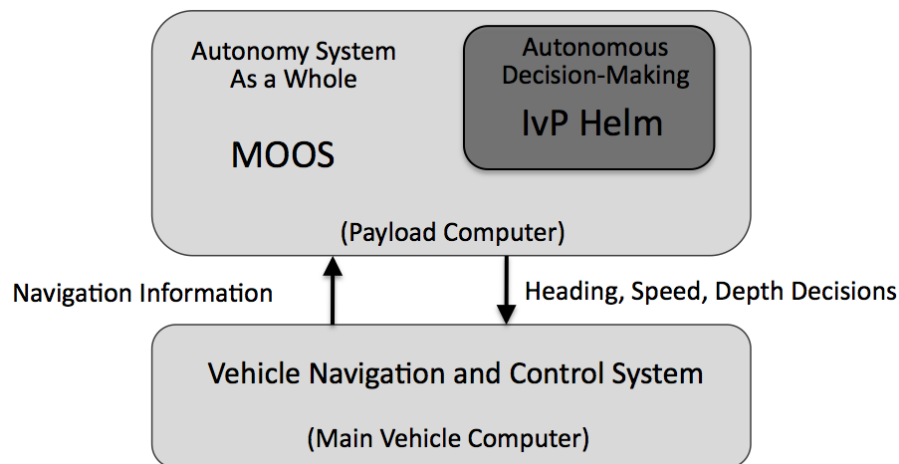 Autonomy System
As a Whole
MOOS
Autonomous
Decision-Making
IvP Helm
(Payload Computer)
Navigation Information
Heading, Speed, Depth Decisions
Vehicle Navigation and Control System
(Main Vehicle Computer)